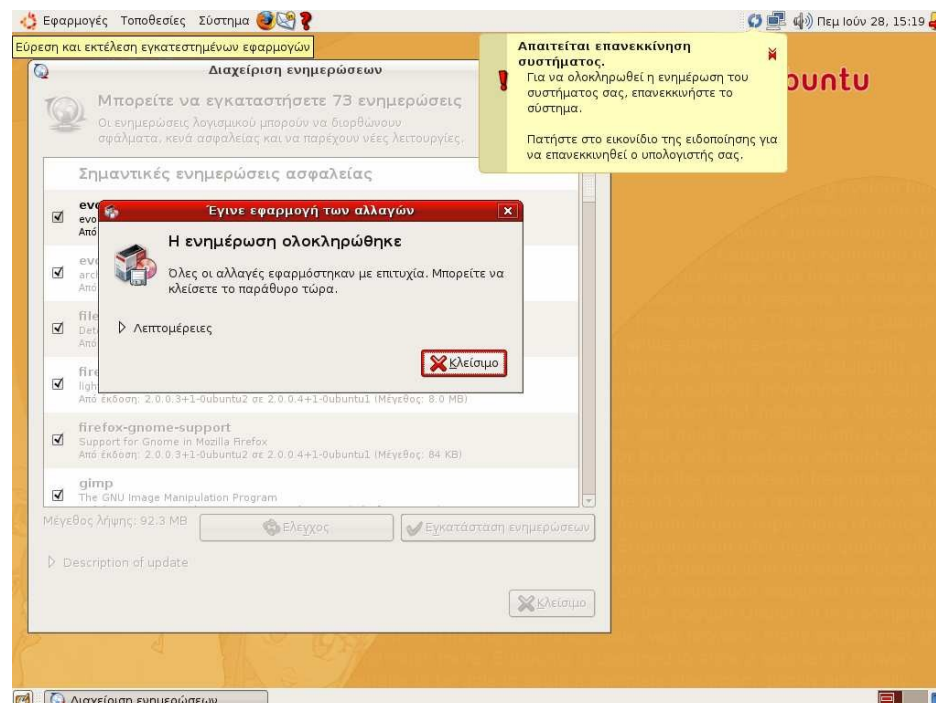 Εφαρμογές Τοποθεσίες Σύστημα
Πεμ Ιούν 28, 15:19
Εύρεση και εκτέλεση εγκατεστημένων εφαρμογών
Απαιτείται επανεκκίνηση
συστήματος.
Για να ολοκληρωθεί η ενημέρωση του
συστήματος σας, επανεκκινήστε το
σύστημα.
Πατήστε στο εικονίδιο της ειδοποίησης για
να επανεκκινηθεί ο υπολογιστής σας.
buntu
Διαχείριση ενημερώσεων
Μπορείτε να εγκαταστήσετε 73 ενημερώσεις
Οι ενημερώσεις λογισμικού μπορούν να διορθώνουν
σφάλματα, κενά ασφαλείας και να παρέχουν νέες λειτουργίες.
Σημαντικές ενημερώσεις ασφαλείας
Από
Έγινε εφαρμογή των αλλαγών
Η ενημέρωση ολοκληρώθηκε
Όλες οι αλλαγές εφαρμόστηκαν με επιτυχία. Μπορείτε να
κλείσετε το παράθυρο τώρα.
Λεπτομέρειες
Κλείσιμο
Από έκδοση: 2.0.0.3+1-0ubuntu2 σε 2.0.0.4+1-0ubuntu1 (Μέγεθος: 8.0 MB)
firefox-gnome-support
Support for Gnome in Mozilla Firefox
Από έκδοση: 2.0.0.3+1-0ubuntu2 σε 2.0.0.4+1-0ubuntu1 (Μέγεθος: 84 KB)
gimp
The GNU Image Manipulation Program
Μέγεθος λήψης: 92.3 MB
Έλεγχος
Εγκατάσταση ενημερώσεων
Description of update
Κλείσιμο
Διαχείριση ενημερώσεων